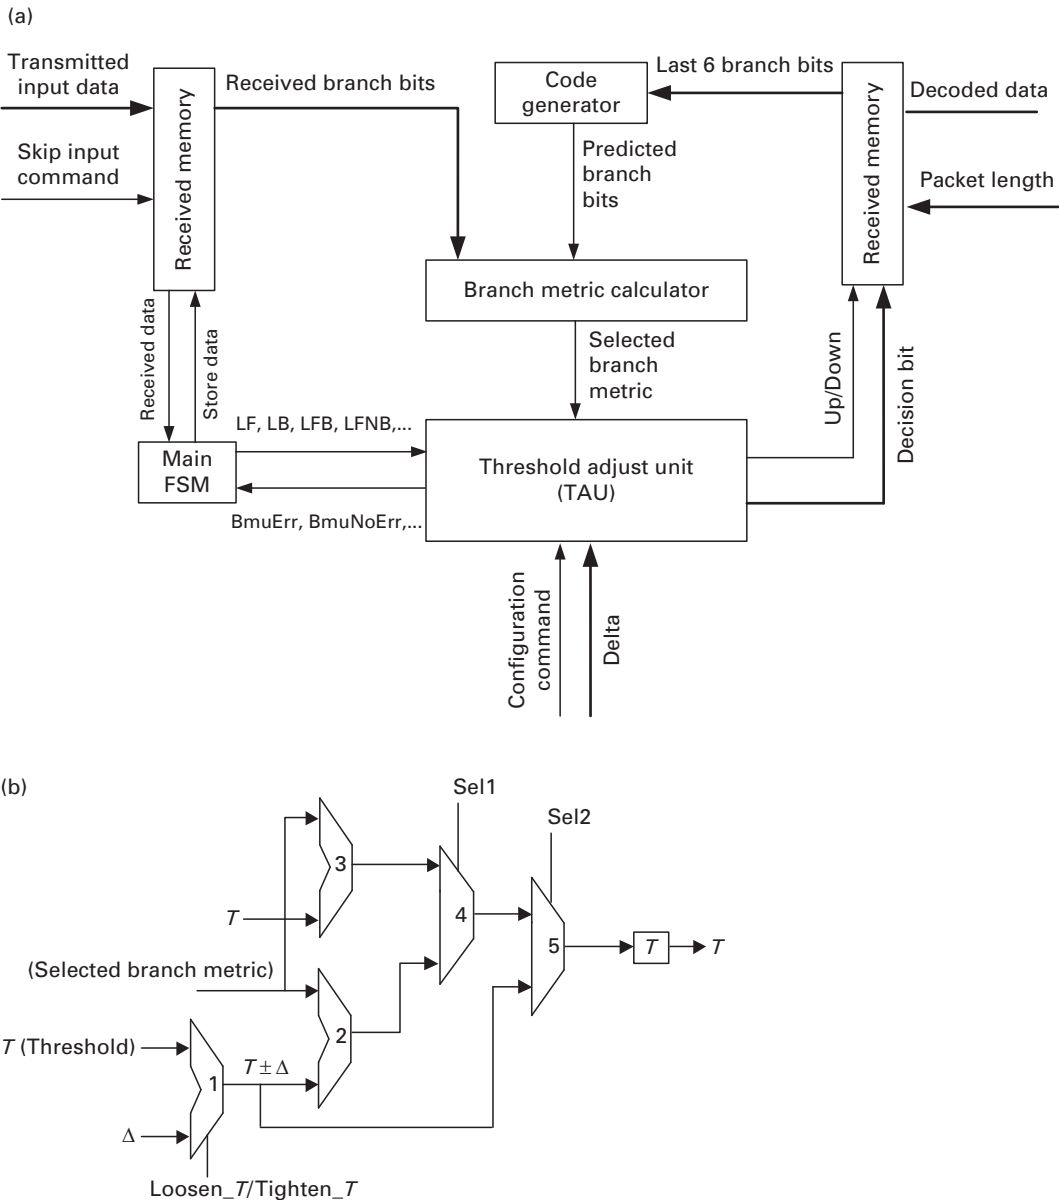 (a)
Transmitted
input data
Skip input
command
Received memory
Received branch bits
Code
generator
Last 6 branch bits
Received memory
Decoded data
Packet length
Predicted
branch
bits
Branch metric calculator
Selected
branch
metric
Received data
Store data
Main
FSM
LF, LB, LFB, LFNB,...
BmuErr, BmuNoErr,...
Threshold adjust unit
(TAU)
Up/Down
Decision bit
Configuration
command
Delta
(b)
Sel1
Sel2
3
T
4
5
T
T
(Selected branch metric)
2
T (Threshold)
1
T ± Δ
Δ
Loosen_T/Tighten_T